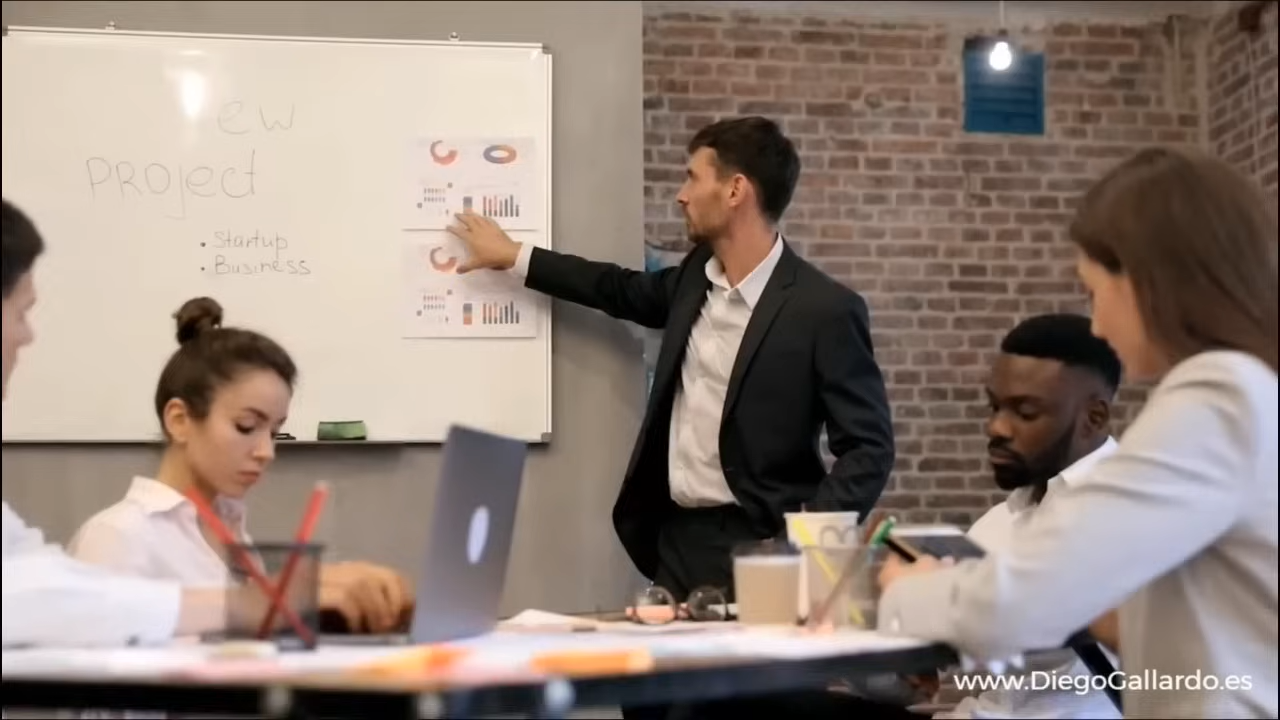 ew
PROject
• Startup
• Business
www.DiegoGallardo.es